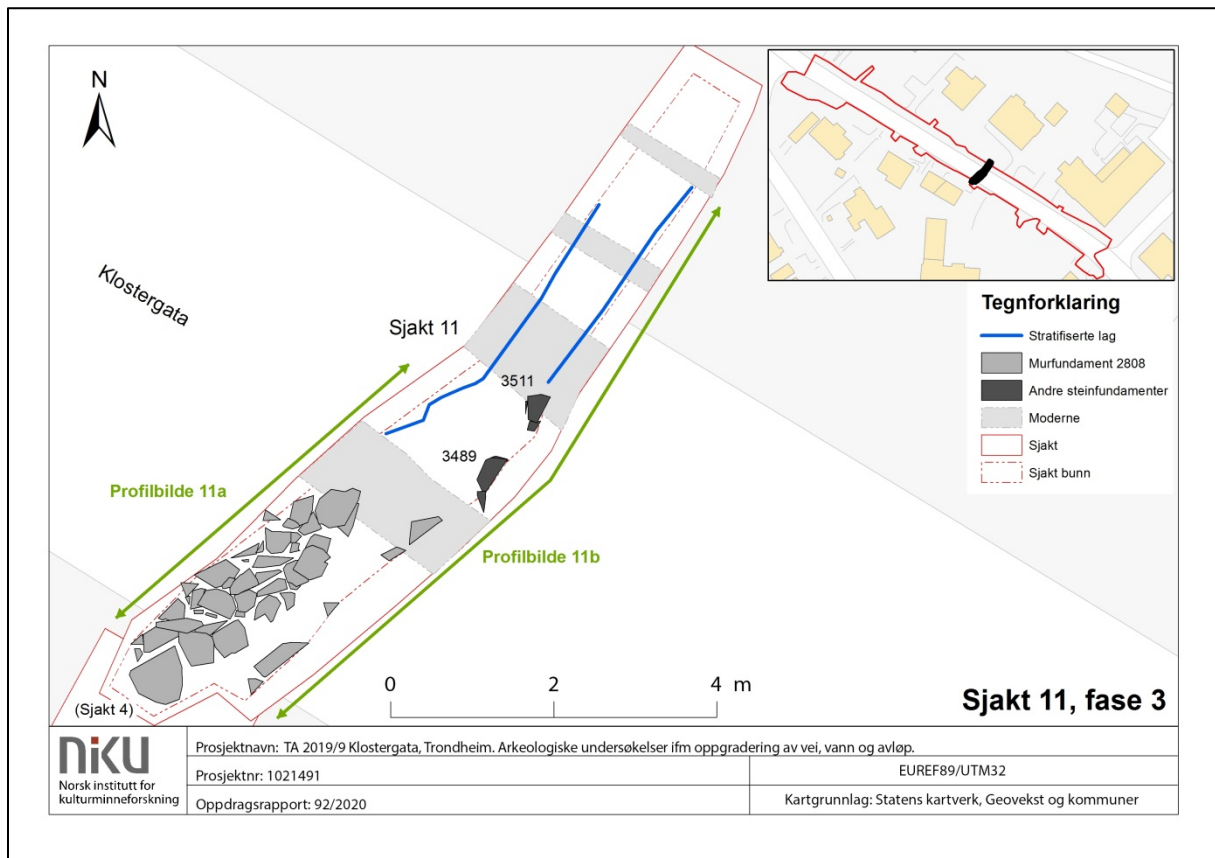 N
Klostergata
Sjakt 11
3511
3489
Profilbilde 11a
Profilbilde 11b
(Sjakt 4)
0 2 4 m
Tegnforklaring
Stratifiserte lag
Murfundament 2808
Andre steinfundamenter
Moderne
Sjakt
Sjakt bunn
Sjakt 11, fase 3
NIKU
Norsk institutt for
kulturminneforskning
Prosjektnavn: TA 2019/9 Klostergata, Trondheim. Arkeologiske undersøkelser ifm oppgradering av vei, vann og avløp.
Prosjektnr: 1021491
EUREF89/UTM32
Oppdragsrapport: 92/2020
Kartgrunnlag: Statens kartverk, Geovekst og kommuner